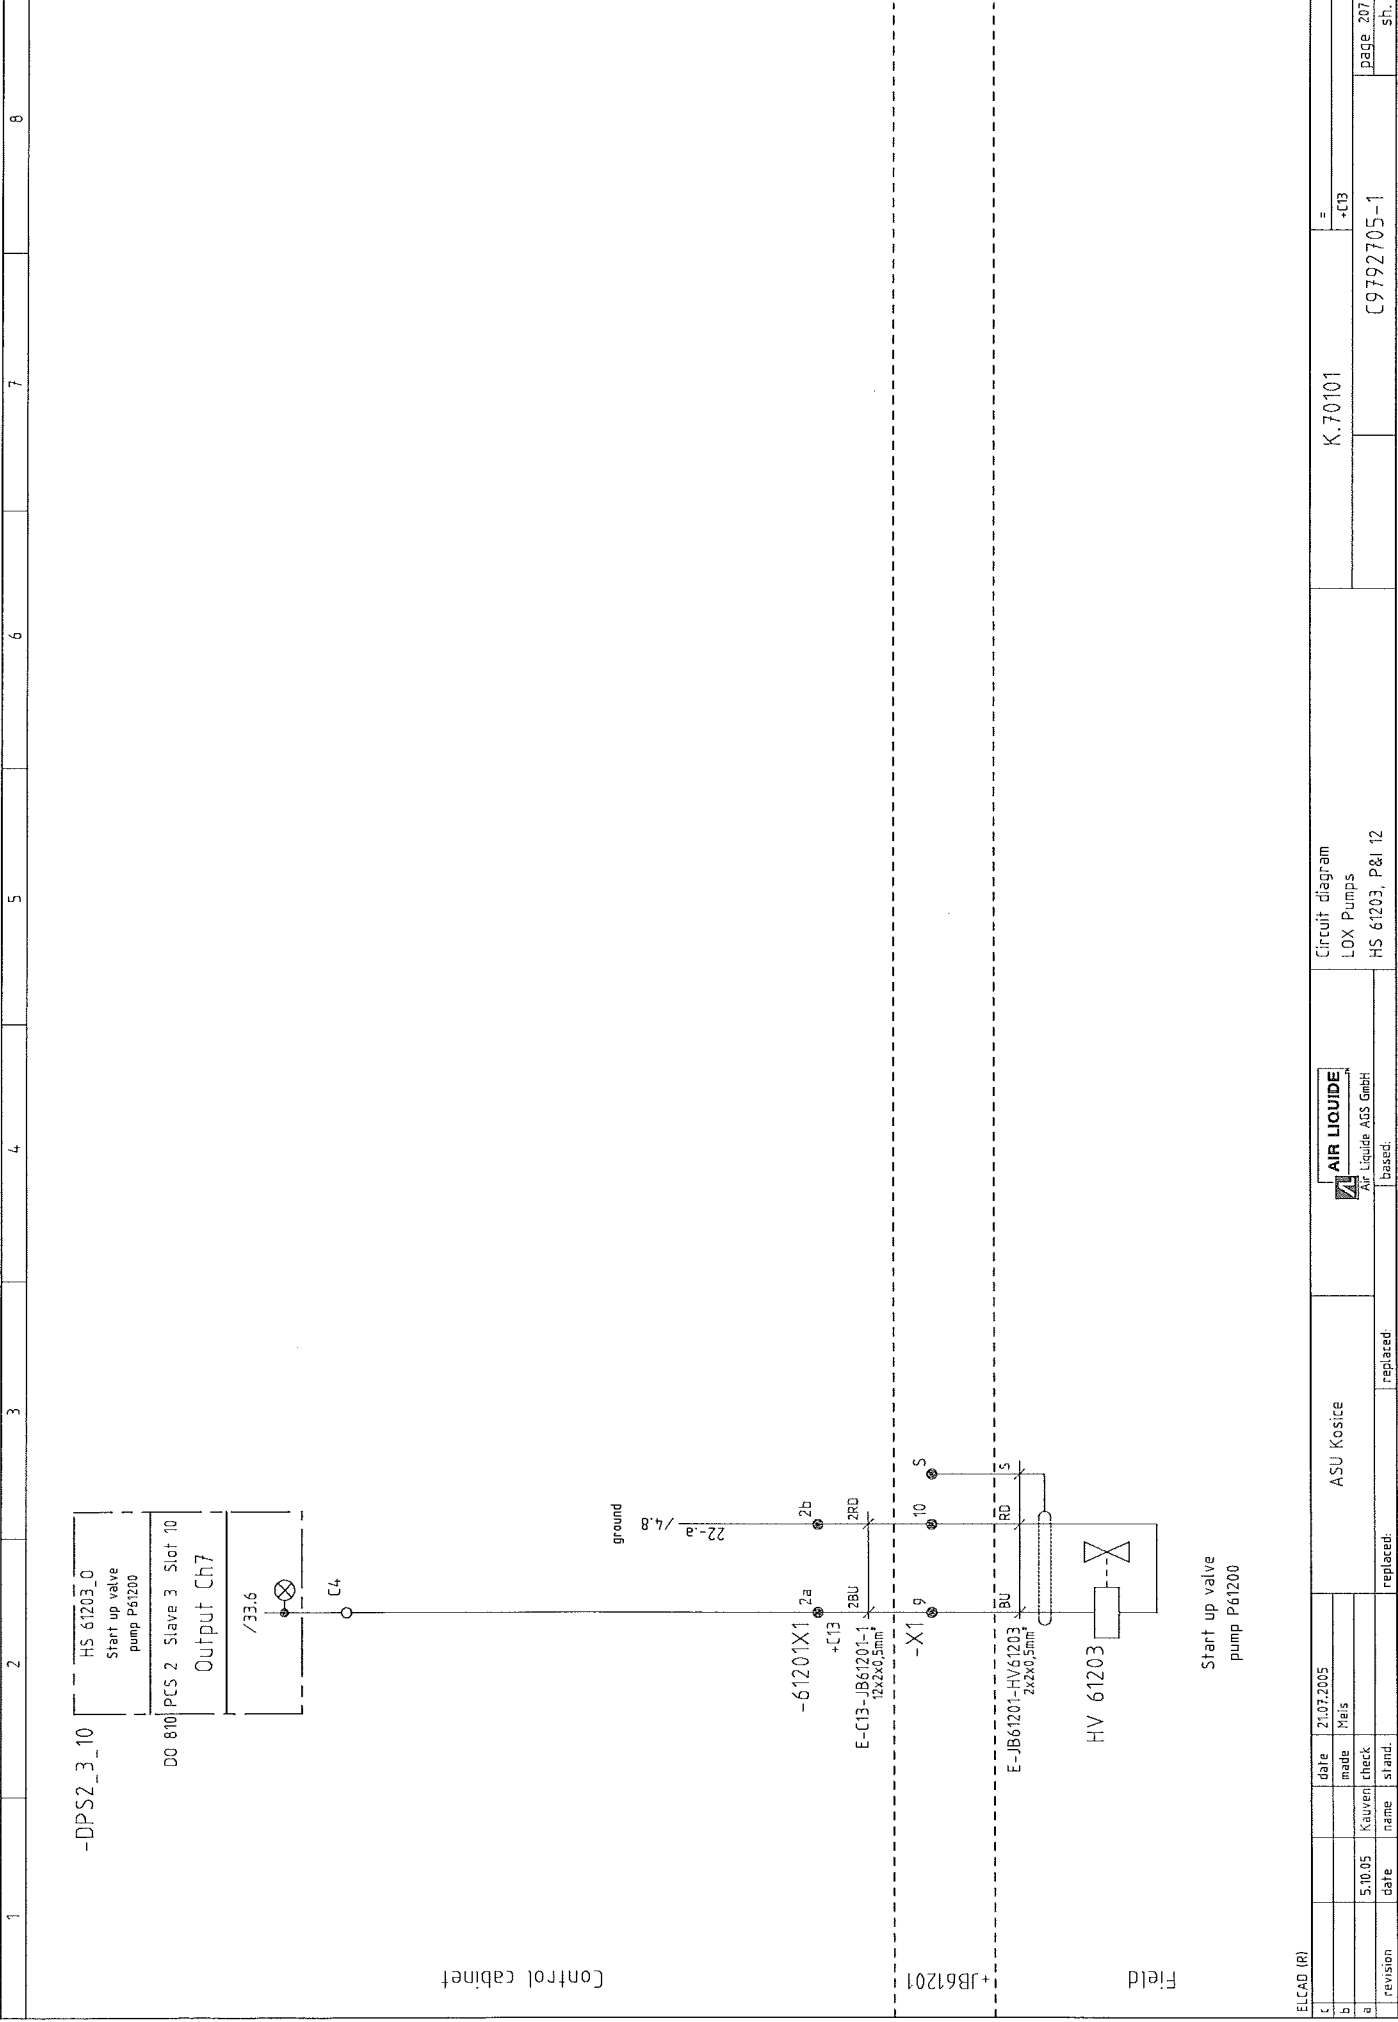 1 2 3 4 5 6 7 8
-DPS2_3_10
HS 61203_O
Start up valve
pump P61200
DO 810 PCS 2 Slave 3 Slot 10
Output Ch7
/33.6
C4
Control cabinet
ground
/4.8
22-.a
-61201X1 2a 2b
+C13
2BU 2RD
E-C13-JB61201-1
12x2x0,5mm²
+JB61201
-X1 9 10 S
BU RD S
E-JB61201-HV61203
2x2x0,5mm²
Field
HV 61203
Start up valve
pump P61200
ELCAD (R)
c
b
a 5.10.05 Kauven
revision date name
date 21.07.2005
made Meis
check
stand.
ASU Kosice
replaced:
replaced:
AIR LIQUIDE
Air Liquide AGS GmbH
based:
Circuit diagram
LOX Pumps
HS 61203, P&I 12
K.70101
=
+C13
C9792705-1
page 207
sh.